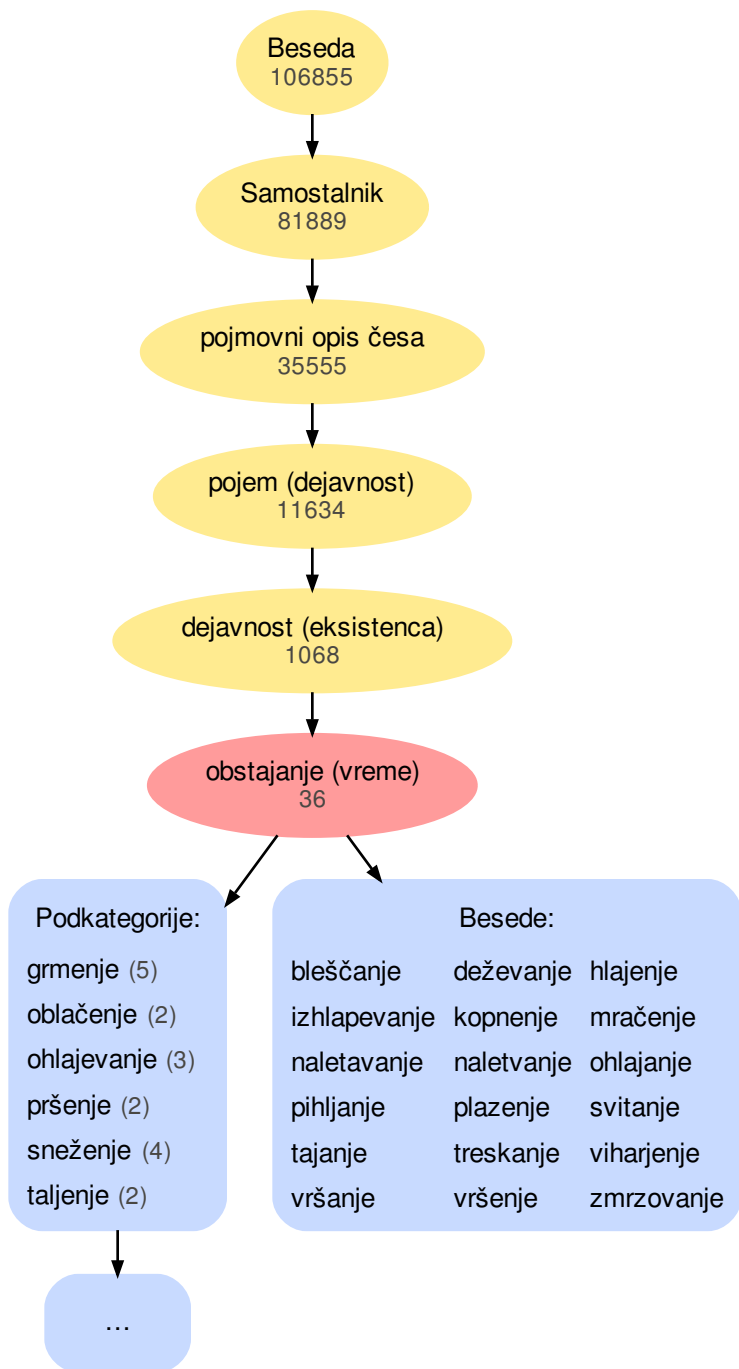 Beseda
106855
Samostalnik
81889
pojmovni opis česa
35555
pojem (dejavnost)
11634
dejavnost (eksistenca)
1068
obstajanje (vreme)
36
Podkategorije:
grmenje (5)
oblačenje (2)
ohlajevanje (3)
pršenje (2)
sneženje (4)
taljenje (2)
...
Besede:
bleščanje deževanje hlajenje
izhlapevanje kopnenje mračenje
naletavanje naletvanje ohlajanje
pihljanje plazenje svitanje
tajanje treskanje viharjenje
vršanje vršenje zmrzovanje